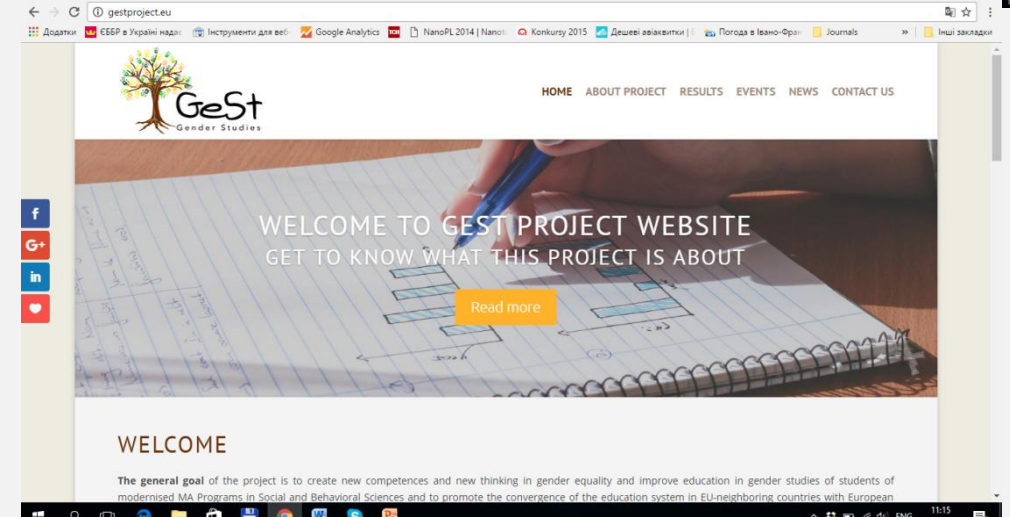 gestproject.eu
Додатки ЄББР в Україні надає Інструменти для веб- Google Analytics ТСН NanoPL 2014 | Nanot Konkursy 2015 Дешеві авіаквитки | Погода в Івано-Фран Journals » Інші закладки
GeSt
Gender Studies
HOME ABOUT PROJECT RESULTS EVENTS NEWS CONTACT US
WELCOME TO GEST PROJECT WEBSITE
GET TO KNOW WHAT THIS PROJECT IS ABOUT
Read more
f
G+
in
WELCOME
The general goal of the project is to create new competences and new thinking in gender equality and improve education in gender studies of students of
modernised MA Programs in Social and Behavioral Sciences and to promote the convergence of the education system in EU-neighboring countries with European
ENG 11:15